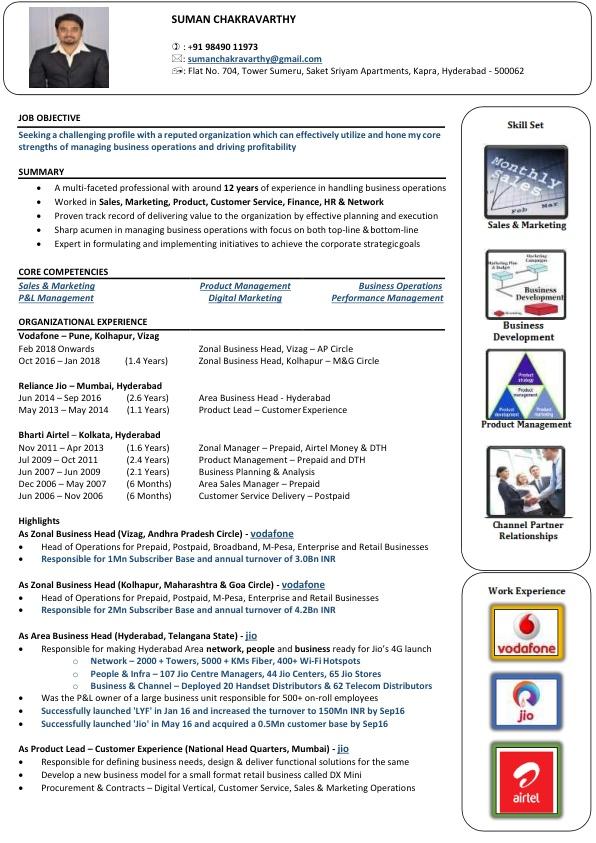 SUMAN CHAKRAVARTHY
: +91 98490 11973
: sumanchakravarthy@gmail.com
: Flat No. 704, Tower Sumeru, Saket Sriyam Apartments, Kapra, Hyderabad - 500062
JOB OBJECTIVE
Seeking a challenging profile with a reputed organization which can effectively utilize and hone my core
strengths of managing business operations and driving profitability
SUMMARY
• A multi-faceted professional with around 12 years of experience in handling business operations
• Worked in Sales, Marketing, Product, Customer Service, Finance, HR & Network
• Proven track record of delivering value to the organization by effective planning and execution
• Sharp acumen in managing business operations with focus on both top-line & bottom-line
• Expert in formulating and implementing initiatives to achieve the corporate strategic goals
CORE COMPETENCIES
Sales & Marketing Product Management Business Operations
P&L Management Digital Marketing Performance Management
ORGANIZATIONAL EXPERIENCE
Vodafone – Pune, Kolhapur, Vizag
Feb 2018 Onwards Zonal Business Head, Vizag – AP Circle
Oct 2016 – Jan 2018 (1.4 Years) Zonal Business Head, Kolhapur – M&G Circle
Reliance Jio – Mumbai, Hyderabad
Jun 2014 – Sep 2016 (2.6 Years) Area Business Head - Hyderabad
May 2013 – May 2014 (1.1 Years) Product Lead – Customer Experience
Bharti Airtel – Kolkata, Hyderabad
Nov 2011 – Apr 2013 (1.6 Years) Zonal Manager – Prepaid, Airtel Money & DTH
Jul 2009 – Oct 2011 (2.4 Years) Product Management – Prepaid and DTH
Jun 2007 – Jun 2009 (2.1 Years) Business Planning & Analysis
Dec 2006 – May 2007 (6 Months) Area Sales Manager – Prepaid
Jun 2006 – Nov 2006 (6 Months) Customer Service Delivery – Postpaid
Highlights
As Zonal Business Head (Vizag, Andhra Pradesh Circle) - vodafone
• Head of Operations for Prepaid, Postpaid, Broadband, M-Pesa, Enterprise and Retail Businesses
• Responsible for 1Mn Subscriber Base and annual turnover of 3.0Bn INR
As Zonal Business Head (Kolhapur, Maharashtra & Goa Circle) - vodafone
• Head of Operations for Prepaid, Postpaid, M-Pesa, Enterprise and Retail Businesses
• Responsible for 2Mn Subscriber Base and annual turnover of 4.2Bn INR
As Area Business Head (Hyderabad, Telangana State) - jio
• Responsible for making Hyderabad Area network, people and business ready for Jio's 4G launch
o Network – 2000 + Towers, 5000 + KMs Fiber, 400+ Wi-Fi Hotspots
o People & Infra – 107 Jio Centre Managers, 44 Jio Centers, 65 Jio Stores
o Business & Channel – Deployed 20 Handset Distributors & 62 Telecom Distributors
• Was the P&L owner of a large business unit responsible for 500+ on-roll employees
• Successfully launched 'LYF' in Jan 16 and increased the turnover to 150Mn INR by Sep16
• Successfully launched 'Jio' in May 16 and acquired a 0.5Mn customer base by Sep16
As Product Lead – Customer Experience (National Head Quarters, Mumbai) - jio
• Responsible for defining business needs, design & deliver functional solutions for the same
• Develop a new business model for a small format retail business called DX Mini
• Procurement & Contracts – Digital Vertical, Customer Service, Sales & Marketing Operations
Skill Set
Monthly
Sales
Feb Mar
Sales & Marketing
Marketing Plan
& Budget
Marketing
Campaigns
Business
Development
Business
Development
Product
strategy
Product
management
Product
development
Product
marketing
Product Management
Channel Partner
Relationships
Work Experience
vodafone
jio
airtel